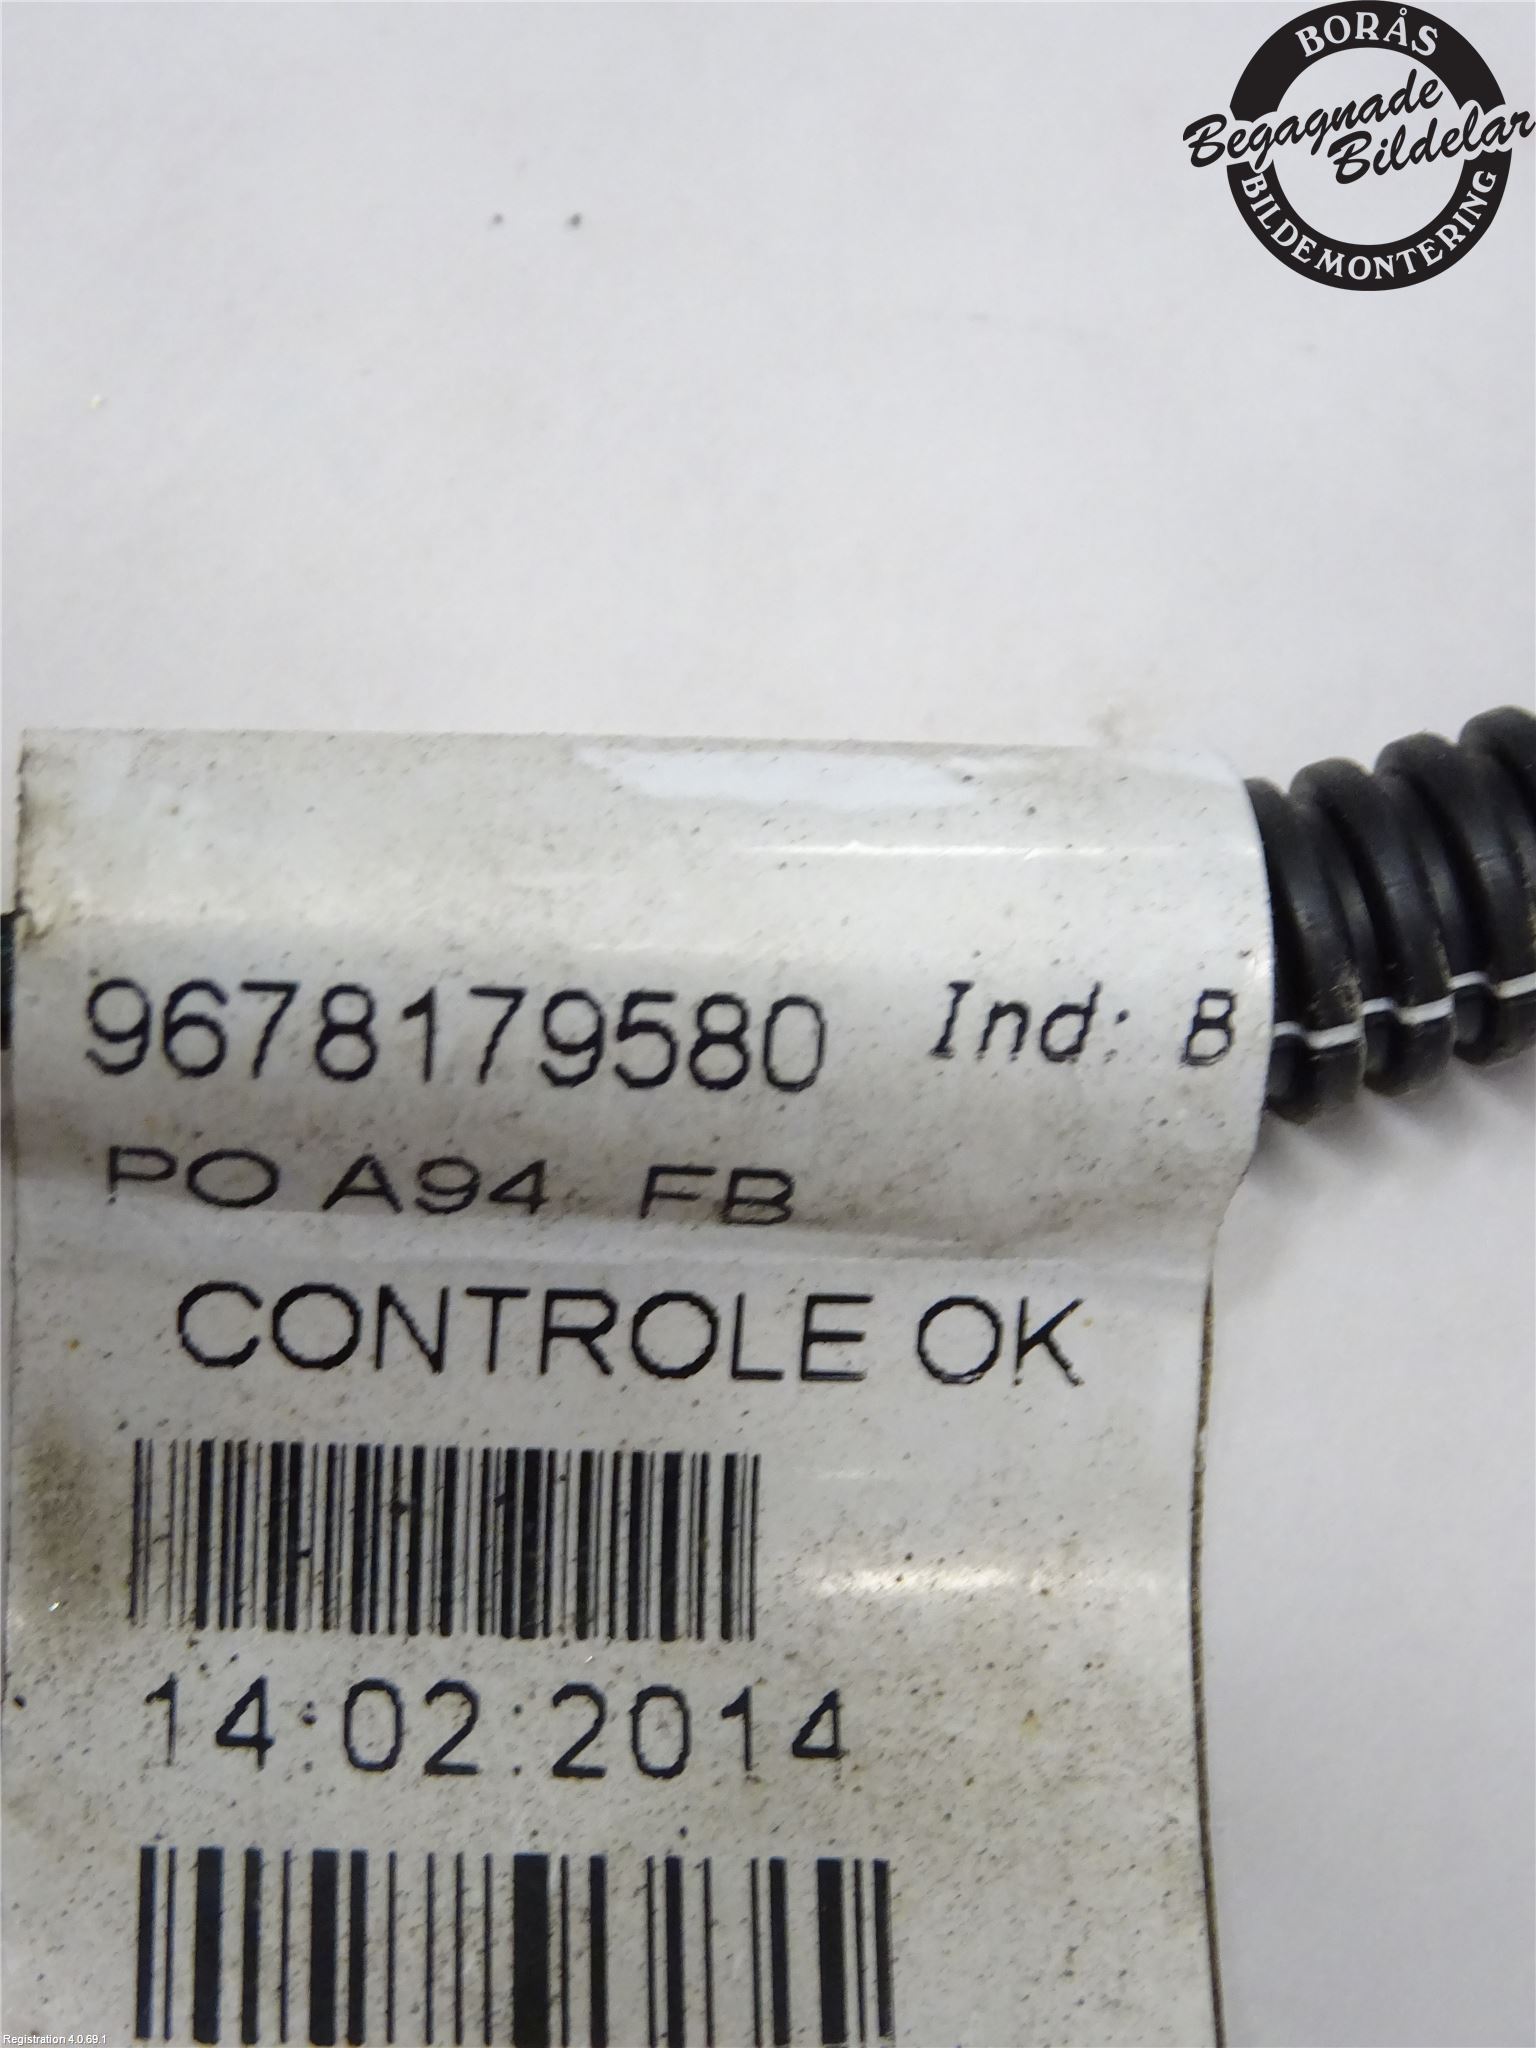 BORÅS
Begagnade
Bildelar
BILDEMONTERING
9678179580 Ind: B
PO A94 FB
CONTROLE OK
14.02.2014
Registration 4.0.69.1